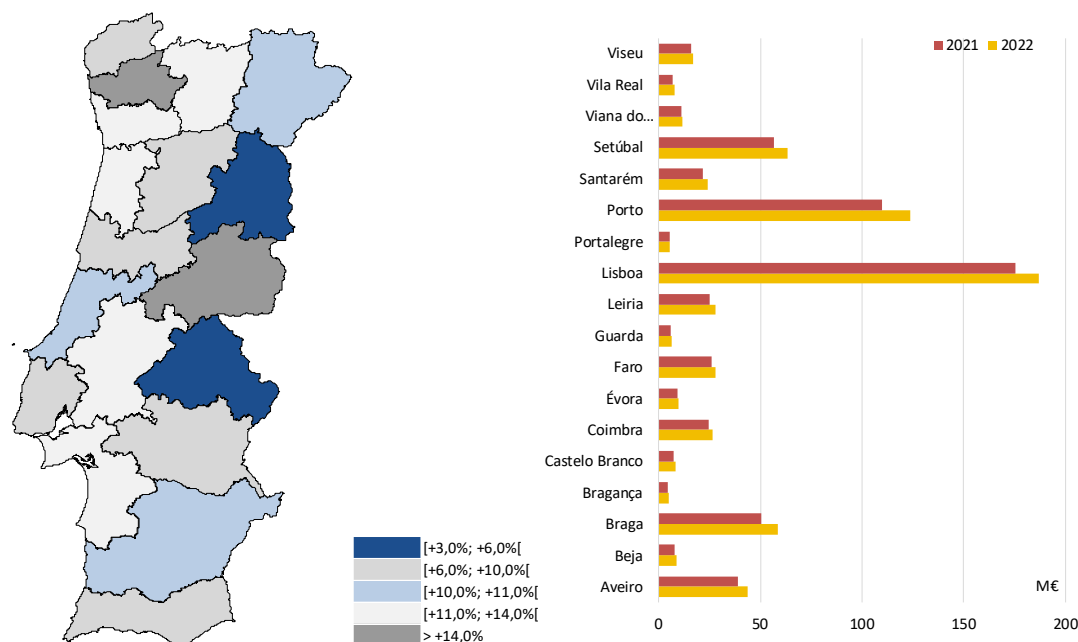 [+3,0%; +6,0%[
[+6,0%; +10,0%[
[+10,0%; +11,0%[
[+11,0%; +14,0%[
> +14,0%
2021 2022
Viseu
Vila Real
Viana do...
Setúbal
Santarém
Porto
Portalegre
Lisboa
Leiria
Guarda
Faro
Évora
Coimbra
Castelo Branco
Bragança
Braga
Beja
Aveiro
M€
0 50 100 150 200